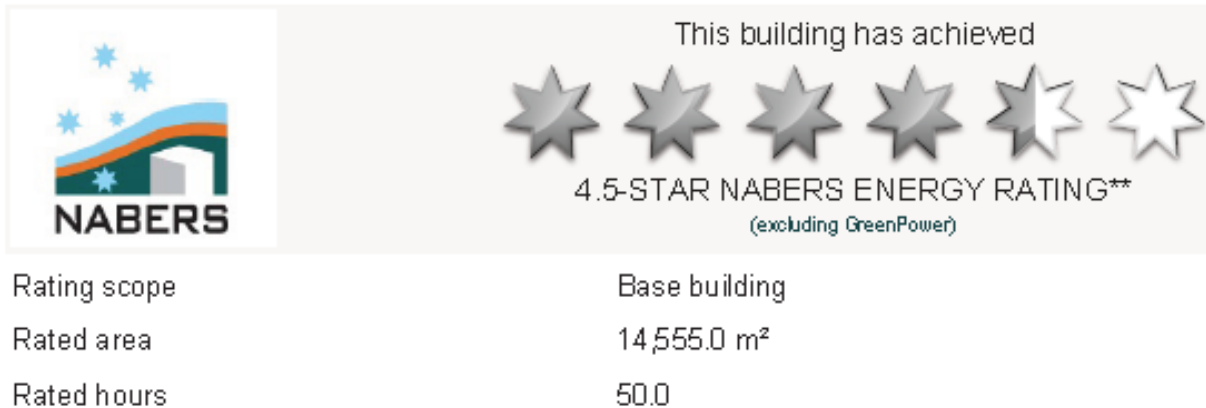 NABERS
This building has achieved
4.5-STAR NABERS ENERGY RATING**
(excluding GreenPower)
Rating scope Base building
Rated area 14,555.0 m²
Rated hours 50.0